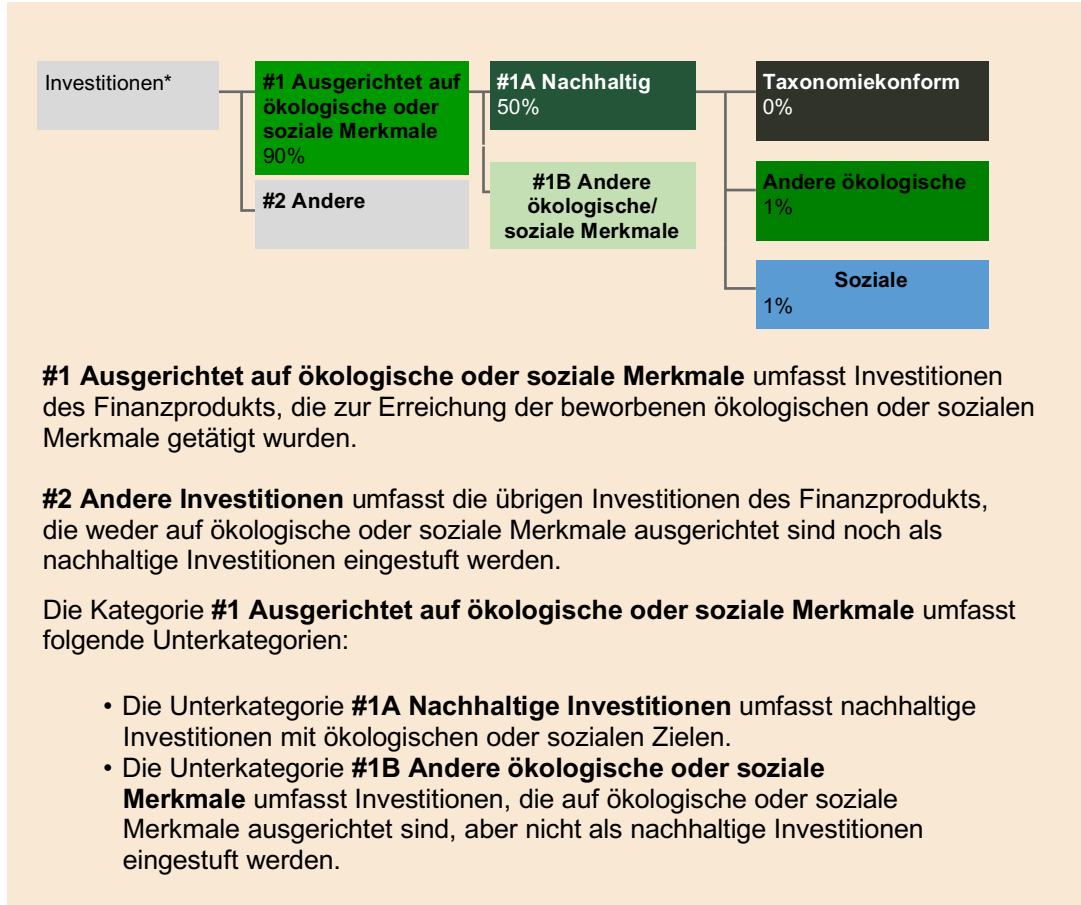 Investitionen*
#1 Ausgerichtet auf
ökologische oder
soziale Merkmale
90%
#2 Andere
#1A Nachhaltig
50%
#1B Andere
ökologische/
soziale Merkmale
Taxonomiekonform
0%
Andere ökologische
1%
Soziale
1%
#1 Ausgerichtet auf ökologische oder soziale Merkmale umfasst Investitionen
des Finanzprodukts, die zur Erreichung der beworbenen ökologischen oder sozialen
Merkmale getätigt wurden.
#2 Andere Investitionen umfasst die übrigen Investitionen des Finanzprodukts,
die weder auf ökologische oder soziale Merkmale ausgerichtet sind noch als
nachhaltige Investitionen eingestuft werden.
Die Kategorie #1 Ausgerichtet auf ökologische oder soziale Merkmale umfasst
folgende Unterkategorien:
• Die Unterkategorie #1A Nachhaltige Investitionen umfasst nachhaltige
Investitionen mit ökologischen oder sozialen Zielen.
• Die Unterkategorie #1B Andere ökologische oder soziale
Merkmale umfasst Investitionen, die auf ökologische oder soziale
Merkmale ausgerichtet sind, aber nicht als nachhaltige Investitionen
eingestuft werden.